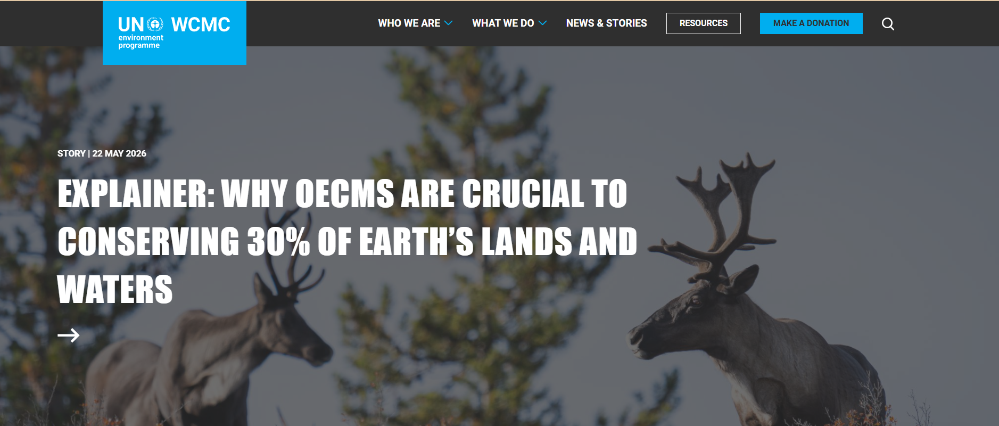 UN WCMC
environment
programme
WHO WE ARE
WHAT WE DO
NEWS & STORIES
RESOURCES
MAKE A DONATION
STORY | 22 MAY 2026
EXPLAINER: WHY OECMS ARE CRUCIAL TO
CONSERVING 30% OF EARTH’S LANDS AND
WATERS